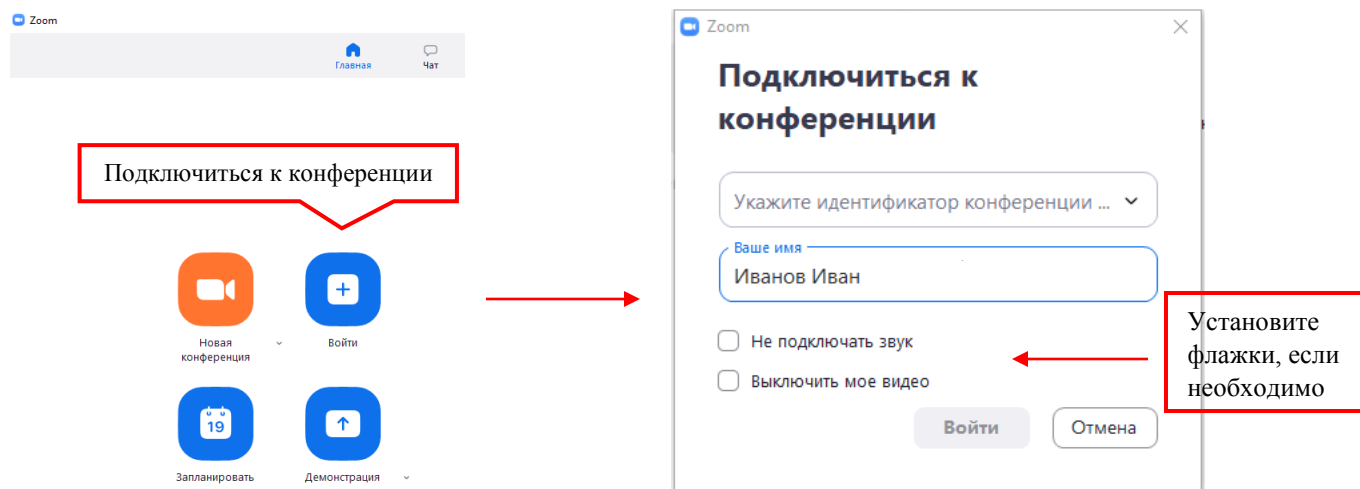 Zoom
Главная
Чат
Подключиться к конференции
Новая
конференция
Войти
19
Запланировать
Демонстрация
Zoom
Подключиться к
конференции
Укажите идентификатор конференции ...
Ваше имя
Иванов Иван
Не подключать звук
Выключить мое видео
Войти
Отмена
Установите
флажки, если
необходимо